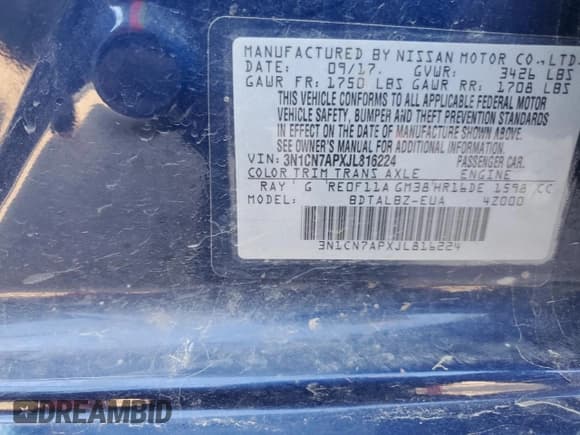 MANUFACTURED BY NISSAN MOTOR CO.,LTD.
DATE: 09/17. GVWR: 3426 LBS
GAWR FR: 1750 LBS GAWR RR: 1708 LBS
THIS VEHICLE CONFORMS TO ALL APPLICABLE FEDERAL MOTOR
VEHICLE SAFETY, BUMPER AND THEFT PREVENTION STANDARDS
IN EFFECT ON THE DATE OF MANUFACTURE SHOWN ABOVE.
SEE OWNER'S MANUAL FOR ADDITIONAL INFORMATION.
VIN: 3N1CN7APXJL816224 PASSENGER CAR.
COLOR TRIM TRANS AXLE ENGINE
RAY G RE0F11A GM38 HR16DE 1598 CC
MODEL: BDTALBZ-EUA 4Z000
3N1CN7APXJL816224
DREAMBID